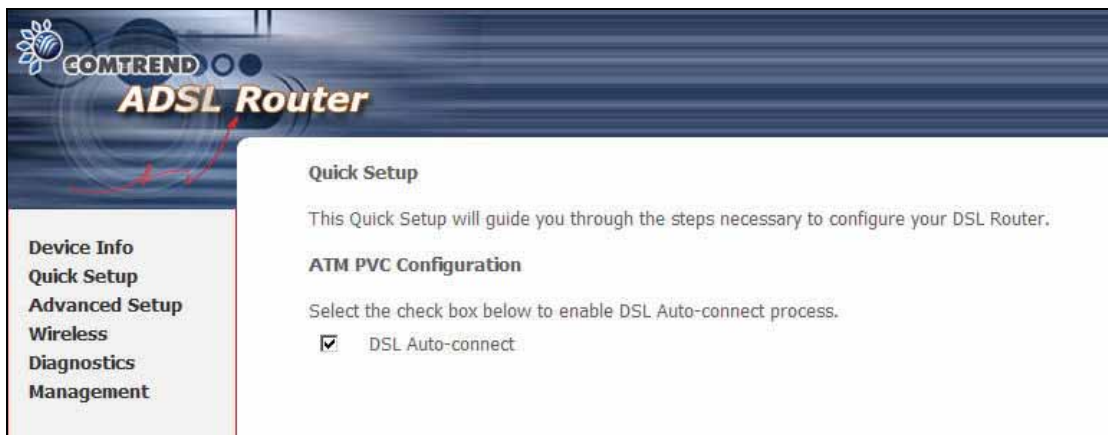 COMTREND
ADSL Router
Device Info
Quick Setup
Advanced Setup
Wireless
Diagnostics
Management
Quick Setup
This Quick Setup will guide you through the steps necessary to configure your DSL Router.
ATM PVC Configuration
Select the check box below to enable DSL Auto-connect process.
DSL Auto-connect